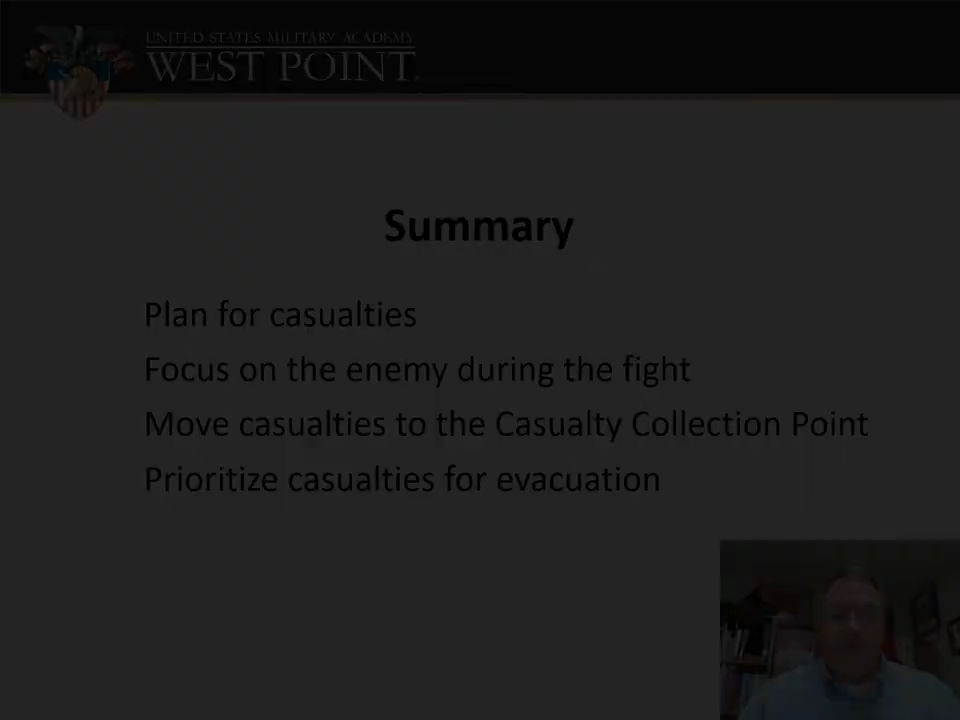 UNITED STATES MILITARY ACADEMY
WEST POINT
Summary
Plan for casualties
Focus on the enemy during the fight
Move casualties to the Casualty Collection Point
Prioritize casualties for evacuation